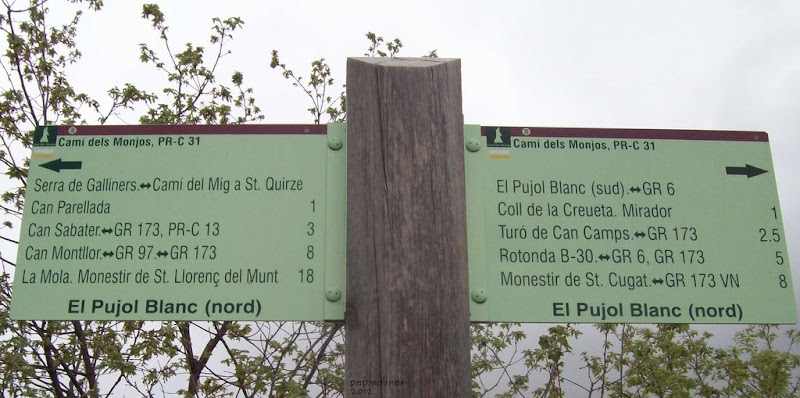 Camí dels Monjos, PR-C 31
Serra de Galliners.↔Camí del Mig a St. Quirze
Can Parellada 1
Can Sabater.↔GR 173, PR-C 13 3
Can Montllor.↔GR 97.↔GR 173 8
La Mola. Monestir de St. Llorenç del Munt 18
El Pujol Blanc (nord)
Camí dels Monjos, PR-C 31
El Pujol Blanc (sud).↔GR 6
Coll de la Creueta. Mirador 1
Turó de Can Camps.↔GR 173 2.5
Rotonda B-30.↔GR 6, GR 173 5
Monestir de St. Cugat.↔GR 173 VN 8
El Pujol Blanc (nord)
pepmoliner
2012